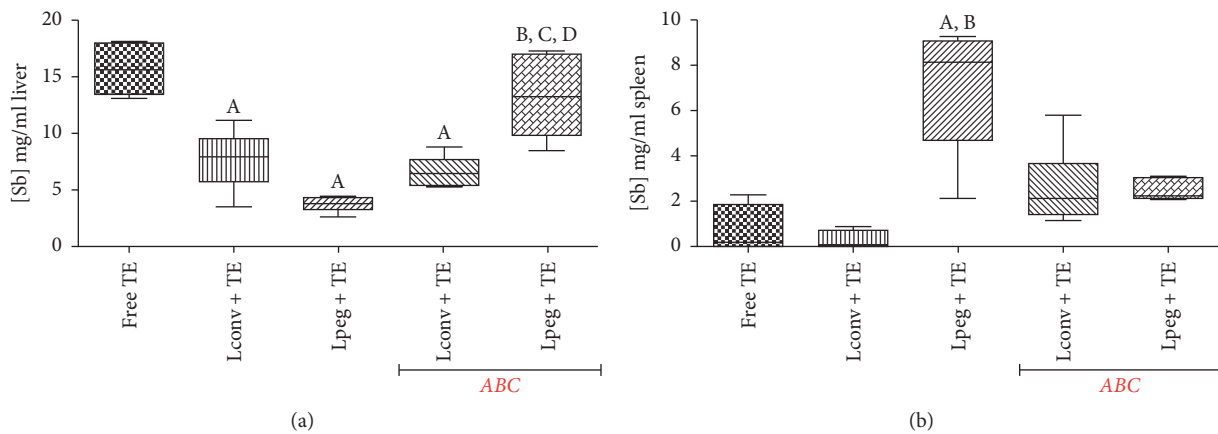 [Sb] mg/ml liver
20
15
10
5
0
A
A
A
B, C, D
Free TE
Lconv + TE
Lpeg + TE
Lconv + TE
Lpeg + TE
ABC
(a)
[Sb] mg/ml spleen
10
8
6
4
2
0
A, B
Free TE
Lconv + TE
Lpeg + TE
Lconv + TE
Lpeg + TE
ABC
(b)